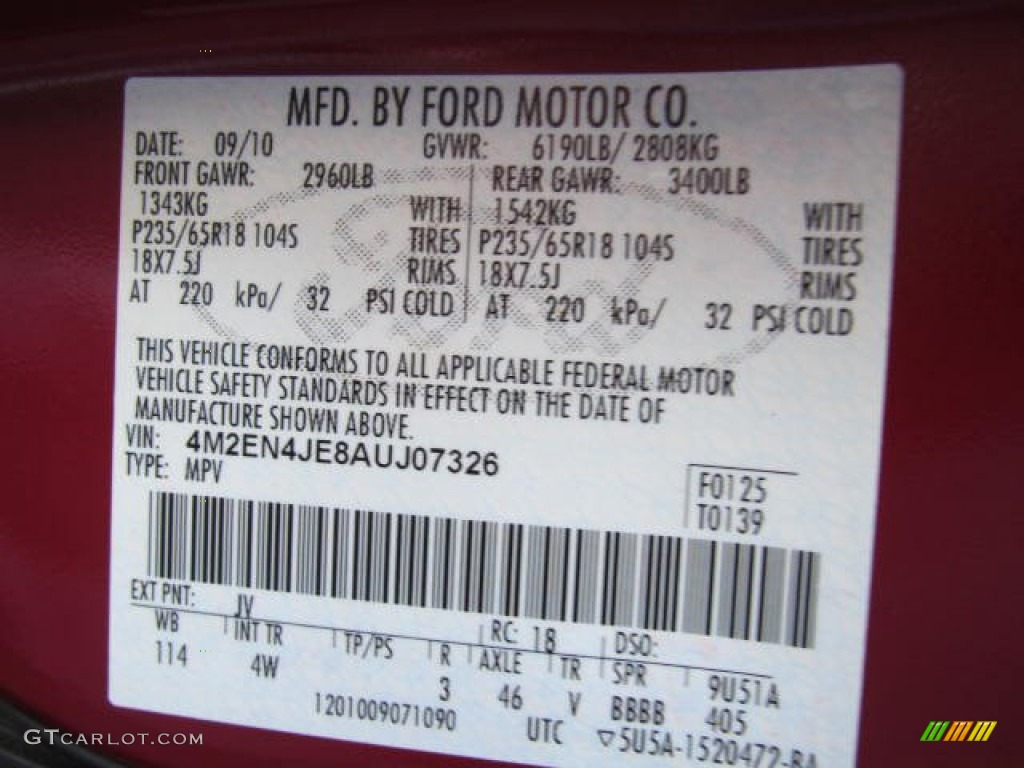 MFD. BY FORD MOTOR CO.
DATE: 09/10 GVWR: 6190LB/ 2808KG
FRONT GAWR: 2960LB REAR GAWR: 3400LB
1343KG WITH 1542KG WITH
P235/65R18 104S TIRES P235/65R18 104S TIRES
18X7.5J RIMS 18X7.5J RIMS
AT 220 kPa/ 32 PSI COLD AT 220 kPa/ 32 PSI COLD
THIS VEHICLE CONFORMS TO ALL APPLICABLE FEDERAL MOTOR
VEHICLE SAFETY STANDARDS IN EFFECT ON THE DATE OF
MANUFACTURE SHOWN ABOVE.
VIN: 4M2EN4JE8AUJ07326
TYPE: MPV
F0125
T0139
EXT PNT: JV RC: 18 DSO:
WB INT TR TP/PS R AXLE TR SPR 9U51A
114 4W 3 46 V BBBB 405
1201009071090 UTC ▽5U5A-1520472-BA
GTCARLOT.COM